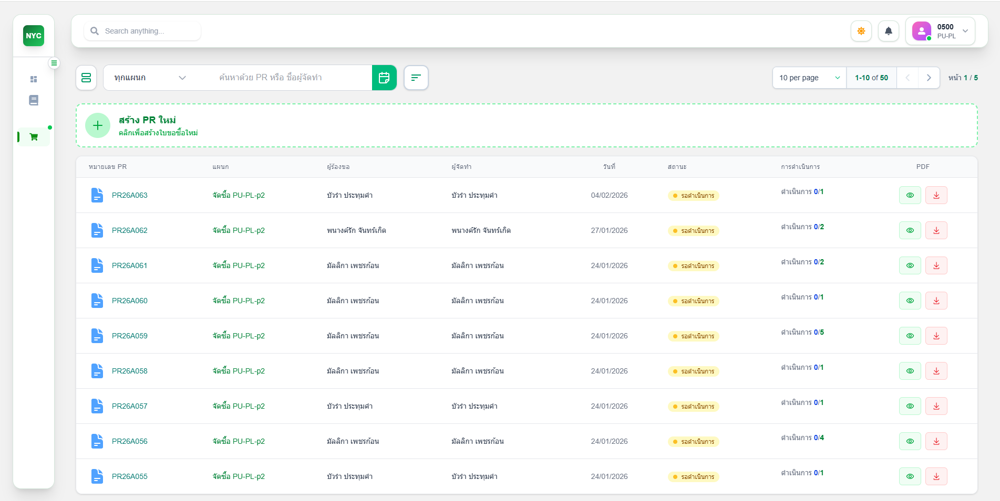 NYC
Search anything...
0500
PU-PL
ทุกแผนก
ค้นหาด้วย PR หรือ ชื่อผู้จัดทำ
10 per page
1-10 of 50
หน้า 1 / 5
สร้าง PR ใหม่
คลิกเพื่อสร้างใบขอซื้อใหม่
หมายเลข PR แผนก ผู้ร้องขอ ผู้จัดทำ วันที่ สถานะ การดำเนินการ PDF
PR26A063 จัดซื้อ PU-PL-p2 บัวรำ ประทุมคำ บัวรำ ประทุมคำ 04/02/2026 รอดำเนินการ ดำเนินการ 0/1
PR26A062 จัดซื้อ PU-PL-p2 พนางค์รัก จันทร์เกิด พนางค์รัก จันทร์เกิด 27/01/2026 รอดำเนินการ ดำเนินการ 0/2
PR26A061 จัดซื้อ PU-PL-p2 มัลลิกา เพชรก้อน มัลลิกา เพชรก้อน 24/01/2026 รอดำเนินการ ดำเนินการ 0/2
PR26A060 จัดซื้อ PU-PL-p2 มัลลิกา เพชรก้อน มัลลิกา เพชรก้อน 24/01/2026 รอดำเนินการ ดำเนินการ 0/1
PR26A059 จัดซื้อ PU-PL-p2 มัลลิกา เพชรก้อน มัลลิกา เพชรก้อน 24/01/2026 รอดำเนินการ ดำเนินการ 0/5
PR26A058 จัดซื้อ PU-PL-p2 มัลลิกา เพชรก้อน มัลลิกา เพชรก้อน 24/01/2026 รอดำเนินการ ดำเนินการ 0/1
PR26A057 จัดซื้อ PU-PL-p2 บัวรำ ประทุมคำ บัวรำ ประทุมคำ 24/01/2026 รอดำเนินการ ดำเนินการ 0/1
PR26A056 จัดซื้อ PU-PL-p2 มัลลิกา เพชรก้อน มัลลิกา เพชรก้อน 24/01/2026 รอดำเนินการ ดำเนินการ 0/4
PR26A055 จัดซื้อ PU-PL-p2 บัวรำ ประทุมคำ บัวรำ ประทุมคำ 24/01/2026 รอดำเนินการ ดำเนินการ 0/1